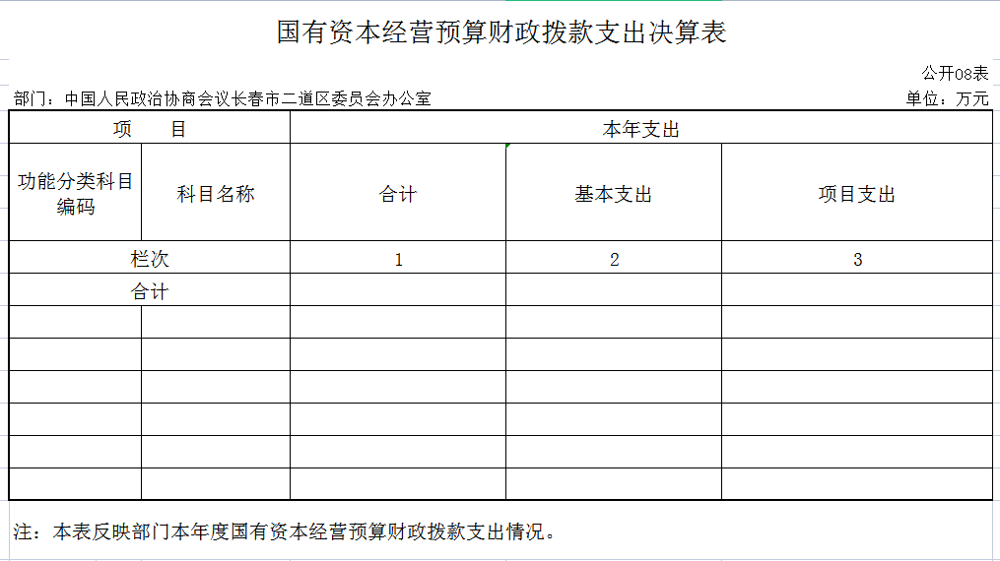 国有资本经营预算财政拨款支出决算表
公开08表
部门：中国人民政治协商会议长春市二道区委员会办公室 单位：万元
项 目 本年支出
功能分类科目
编码 科目名称 合计 基本支出 项目支出
栏次 1 2 3
合计
注：本表反映部门本年度国有资本经营预算财政拨款支出情况。